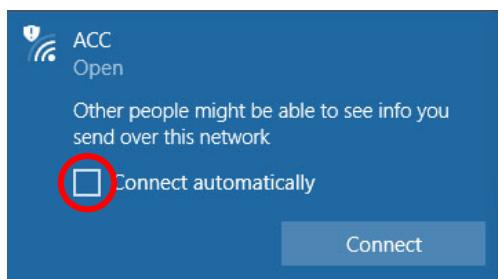 ACC
Open
Other people might be able to see info you
send over this network
Connect automatically
Connect